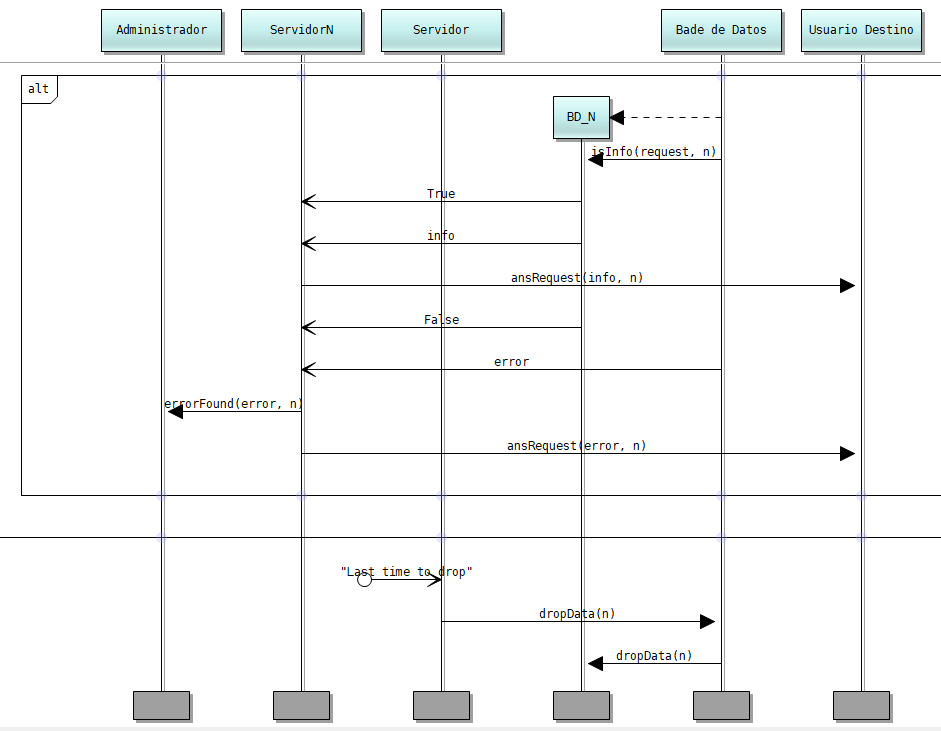 Administrador
ServidorN
Servidor
Bade de Datos
Usuario Destino
alt
BD_N
isInfo(request, n)
True
info
ansRequest(info, n)
False
error
errorFound(error, n)
ansRequest(error, n)
"Last time to drop"
dropData(n)
dropData(n)